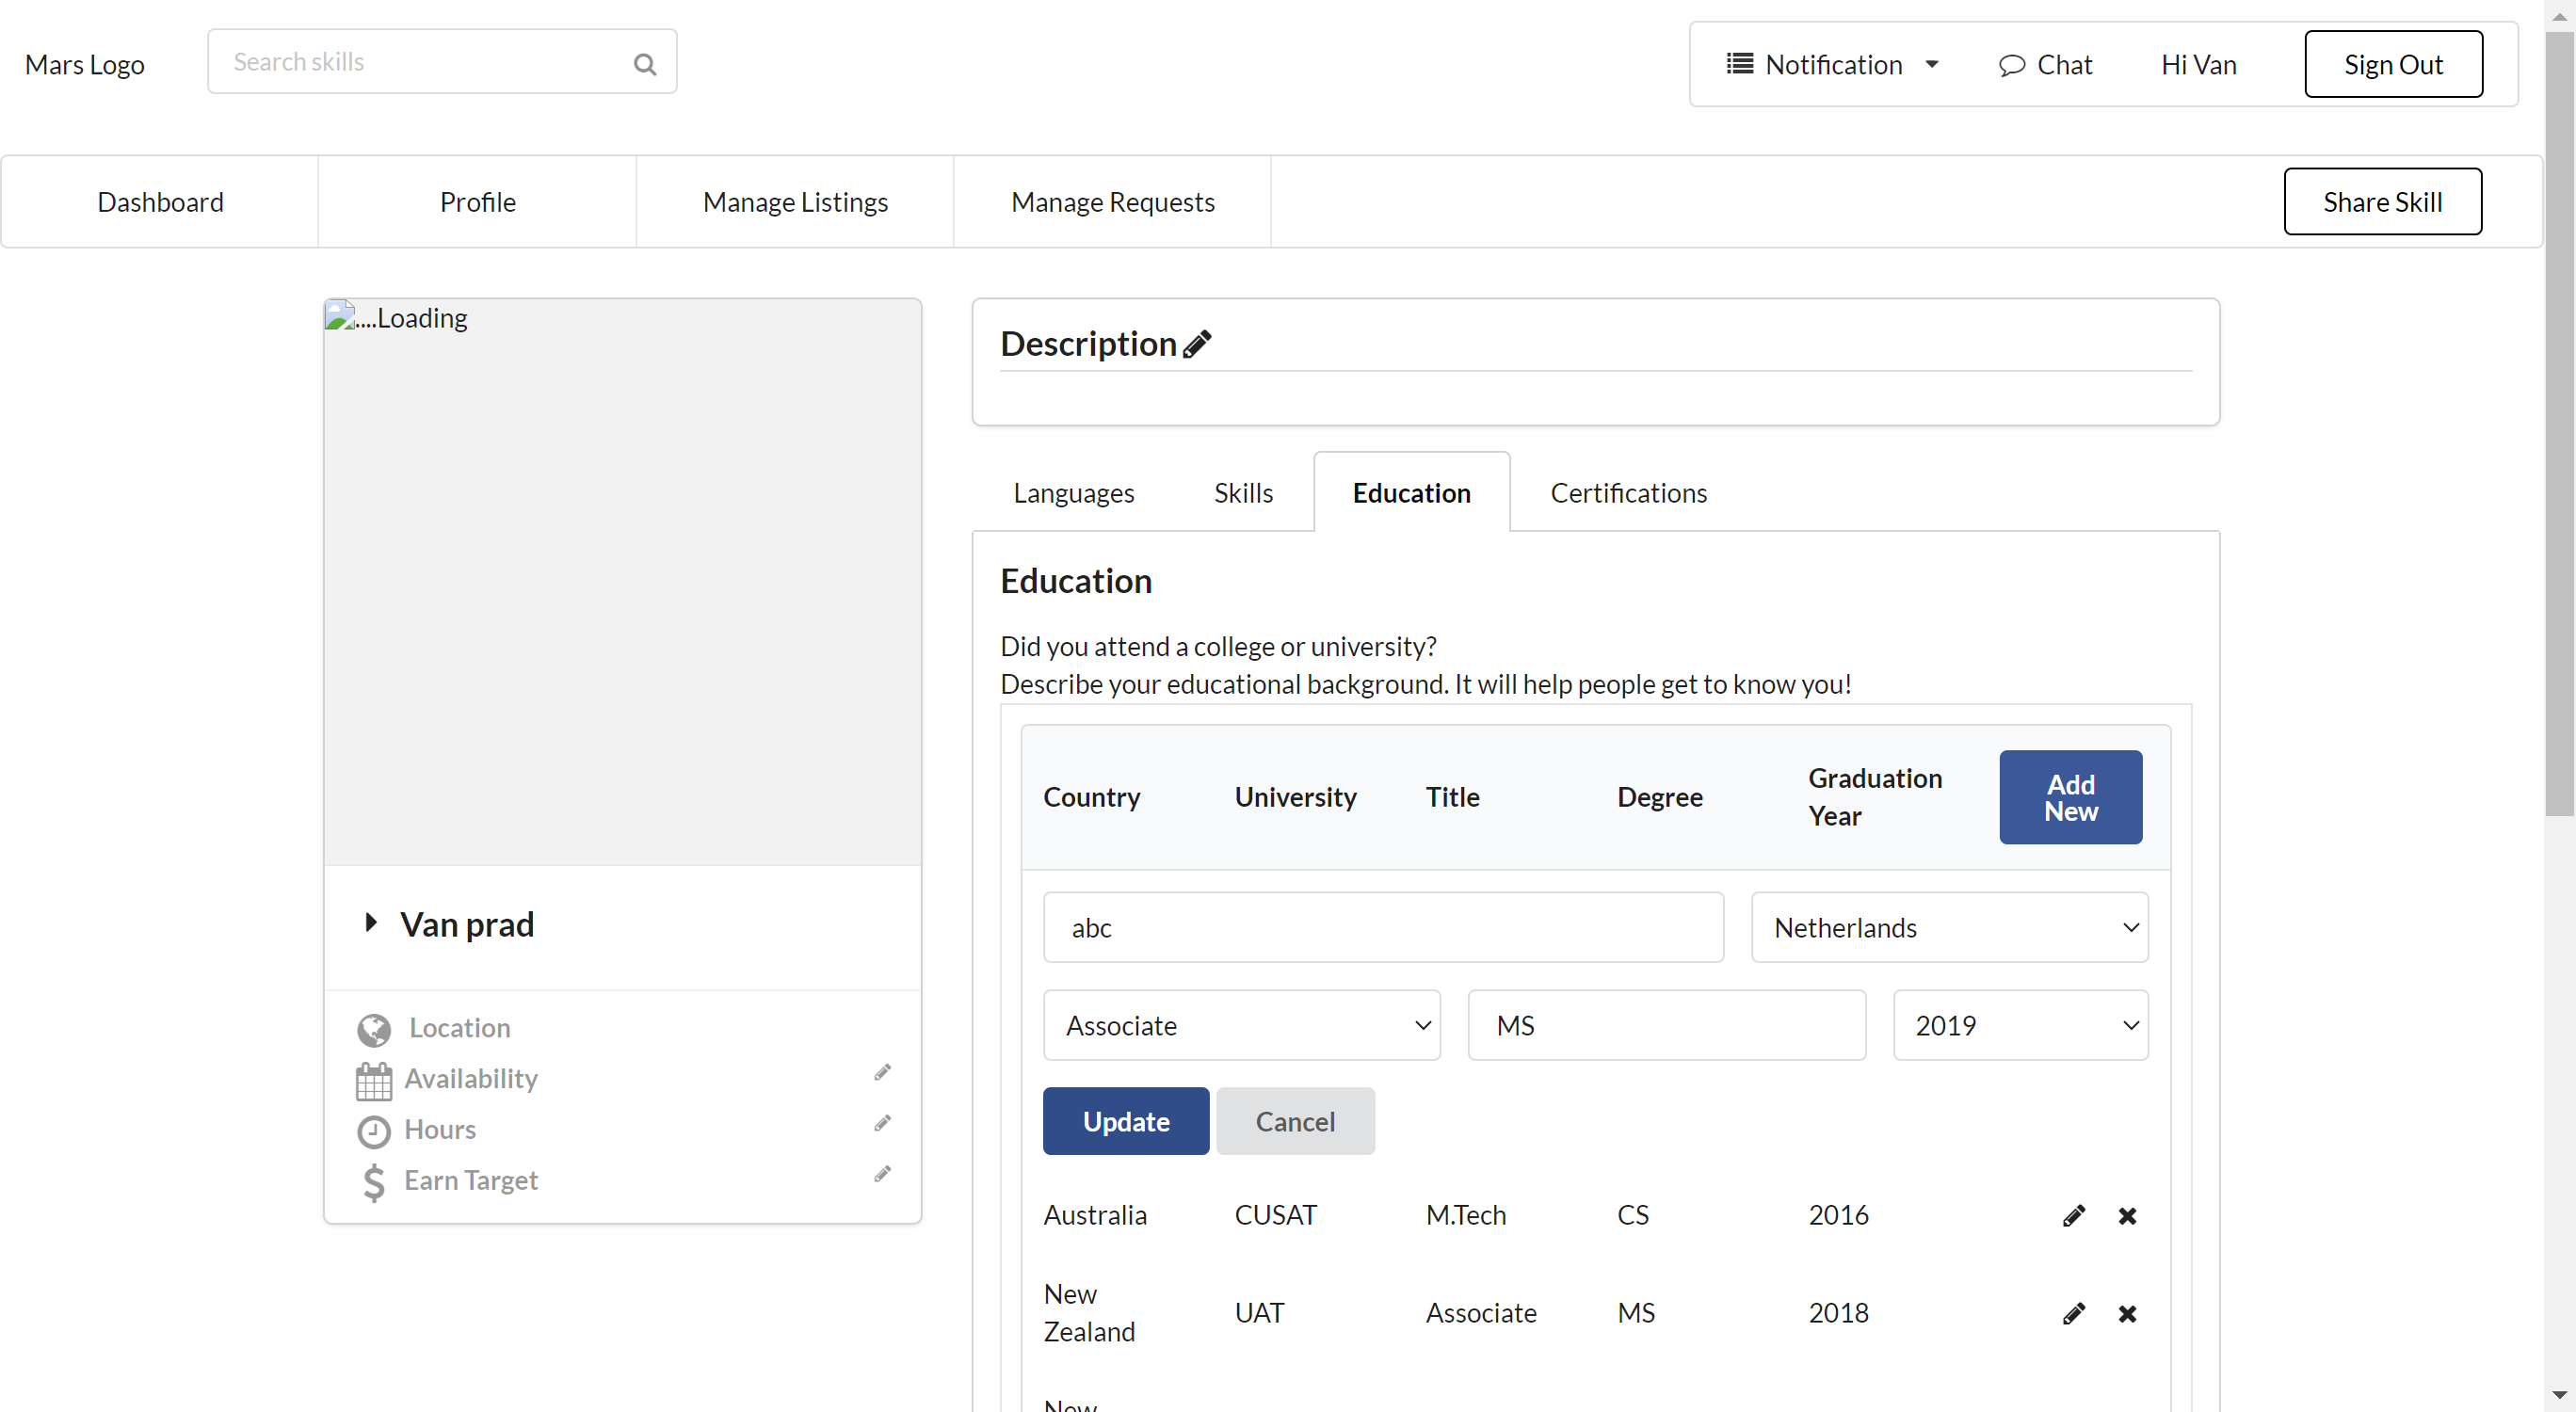 Mars Logo
Search skills
Notification
Chat
Hi Van
Sign Out
Dashboard
Profile
Manage Listings
Manage Requests
Share Skill
....Loading
Van prad
Location
Availability
Hours
Earn Target
Description
Languages
Skills
Education
Certifications
Education
Did you attend a college or university?
Describe your educational background. It will help people get to know you!
Country
University
Title
Degree
Graduation
Year
Add
New
abc
Netherlands
Associate
MS
2019
Update
Cancel
Australia
CUSAT
M.Tech
CS
2016
New
Zealand
UAT
Associate
MS
2018
New